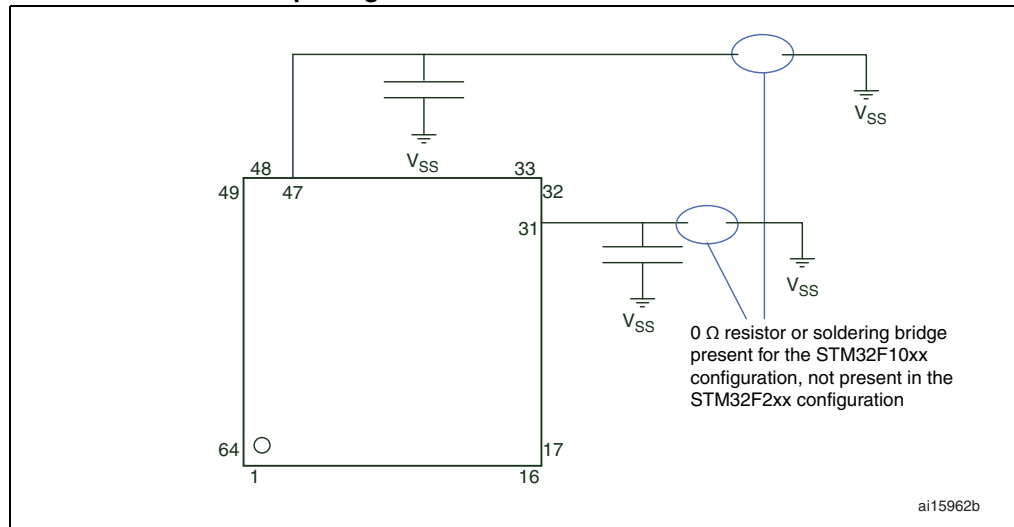 V_SS
V_SS
48
33
49
47
32
31
V_SS
V_SS
0 Ω resistor or soldering bridge
present for the STM32F10xx
configuration, not present in the
STM32F2xx configuration
64
17
1
16
ai15962b